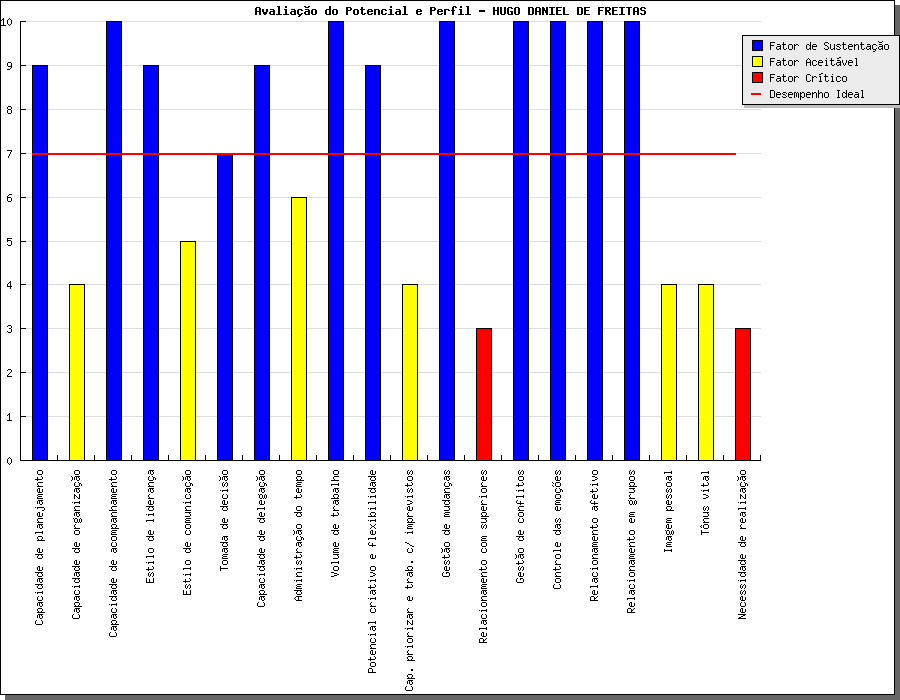 Avaliação do Potencial e Perfil - HUGO DANIEL DE FREITAS
Fator de Sustentação
Fator Aceitável
Fator Crítico
Desempenho Ideal
10
9
8
7
6
5
4
3
2
1
0
Capacidade de planejamento
Capacidade de organização
Capacidade de acompanhamento
Estilo de liderança
Estilo de comunicação
Tomada de decisão
Capacidade de delegação
Administração do tempo
Volume de trabalho
Potencial criativo e flexibilidade
Cap. priorizar e trab. c/ imprevistos
Gestão de mudanças
Relacionamento com superiores
Gestão de conflitos
Controle das emoções
Relacionamento afetivo
Relacionamento em grupos
Imagem pessoal
Tônus vital
Necessidade de realização